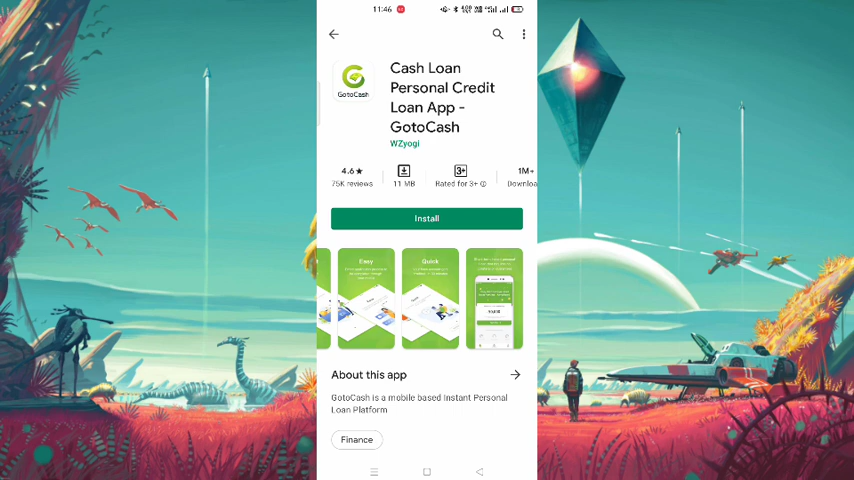 11:46
GotoCash
Cash Loan
Personal Credit
Loan App -
GotoCash
WZyogi
4.6★
75K reviews
11 MB
3+
Rated for 3+
1M+
Downloa
Install
Easy
Quick
About this app
GotoCash is a mobile based Instant Personal
Loan Platform
Finance